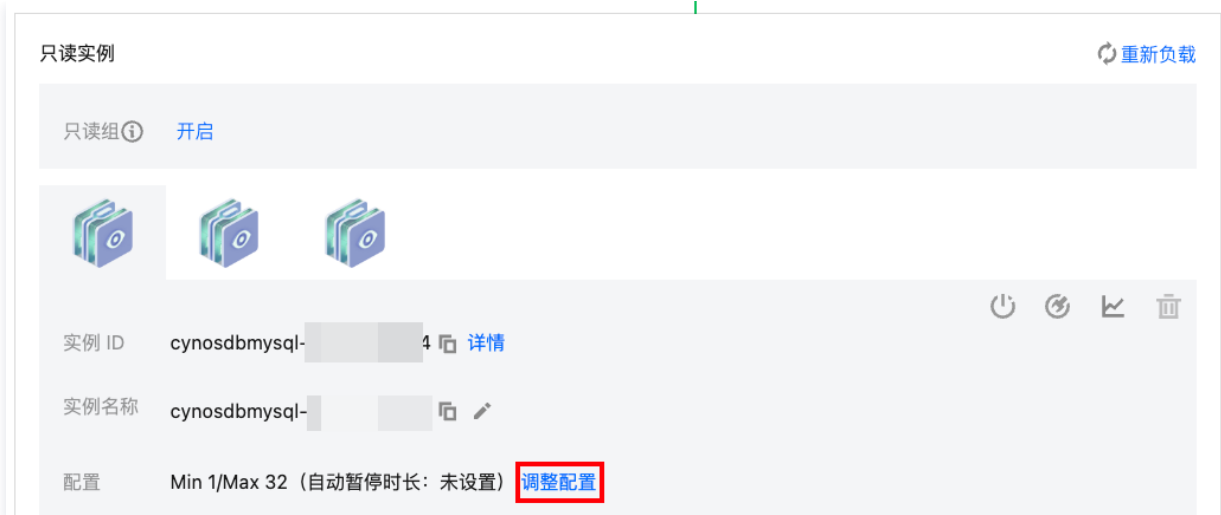 只读实例
重新负载
只读组 开启
实例 ID cynosdbmysql- 4 详情
实例名称 cynosdbmysql-
配置 Min 1/Max 32（自动暂停时长：未设置） 调整配置